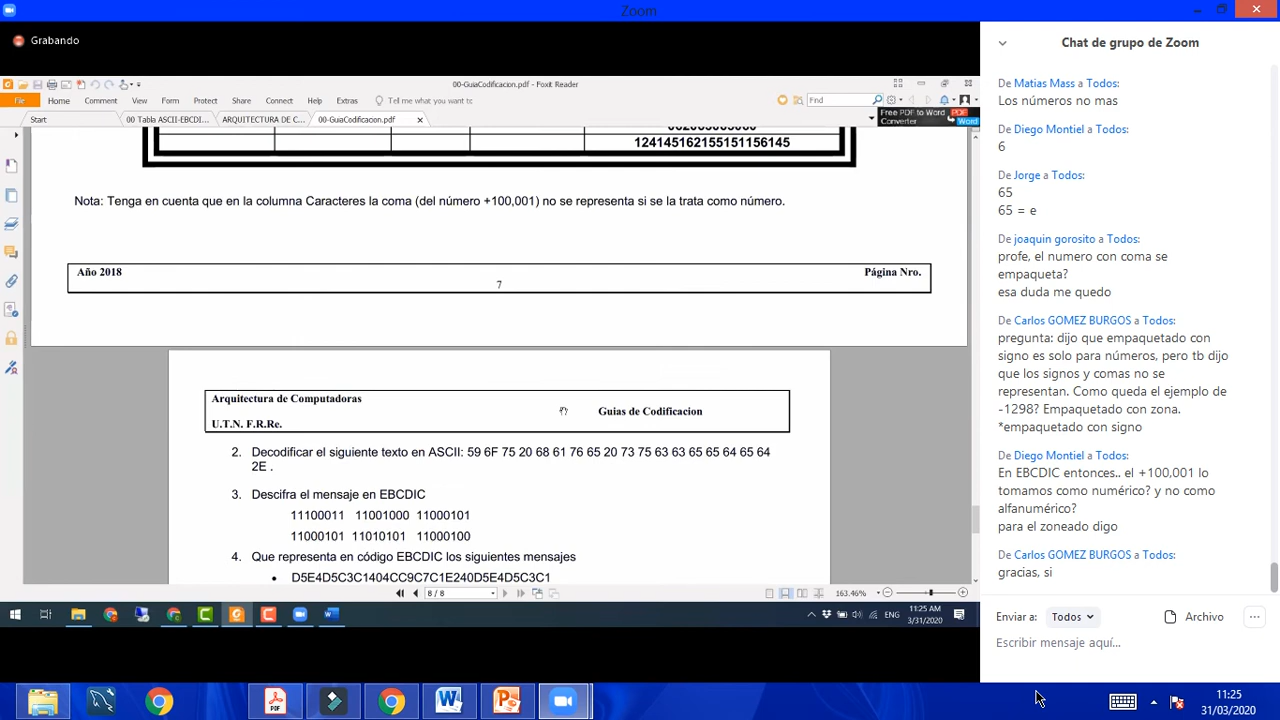 Zoom
Grabando
00-GuiaCodificacion.pdf - Foxit Reader
File Home Comment View Form Protect Share Connect Help Extras Tell me what you want tc
Find
Start 00 Tabla ASCII-EBCD/... ARQUITECTURA DE C... 00-GuiaCodificacion.pdf
Free PDF to Word
Converter
PDF
Word
124145162155151156145
Nota: Tenga en cuenta que en la columna Caracteres la coma (del número +100,001) no se representa si se la trata como número.
Año 2018 Página Nro.
7
Arquitectura de Computadoras
Guias de Codificacion
U.T.N. F.R.Re.
2. Decodificar el siguiente texto en ASCII: 59 6F 75 20 68 61 76 65 20 73 75 63 63 65 65 64 65 64
2E .
3. Descifra el mensaje en EBCDIC
11100011 11001000 11000101
11000101 11010101 11000100
4. Que representa en código EBCDIC los siguientes mensajes
• D5E4D5C3C1404CC9C7C1E240D5E4D5C3C1
8 / 8
163.46%
ENG
11:25 AM
3/31/2020
Chat de grupo de Zoom
De Matias Mass a Todos:
Los números no mas
De Diego Montiel a Todos:
6
De Jorge a Todos:
65
65 = e
De joaquin gorosito a Todos:
profe, el numero con coma se
empaqueta?
esa duda me quedo
De Carlos GOMEZ BURGOS a Todos:
pregunta: dijo que empaquetado con
signo es solo para números, pero tb dijo
que los signos y comas no se
representan. Como queda el ejemplo de
-1298? Empaquetado con zona.
*empaquetado con signo
De Diego Montiel a Todos:
En EBCDIC entonces.. el +100,001 lo
tomamos como numérico? y no como
alfanumérico?
para el zoneado digo
De Carlos GOMEZ BURGOS a Todos:
gracias, si
Enviar a: Todos Archivo ...
Escribir mensaje aquí...
11:25
31/03/2020